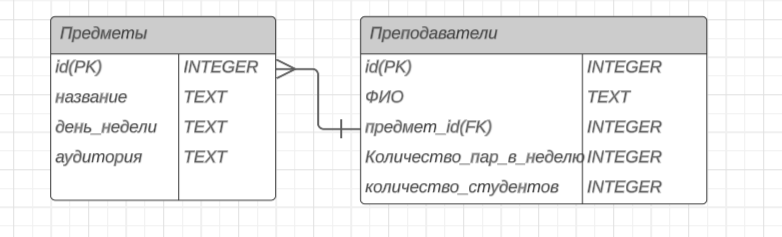 Предметы
id(PK) INTEGER
название TEXT
день_недели TEXT
аудитория TEXT
Преподаватели
id(PK) INTEGER
ФИО TEXT
предмет_id(FK) INTEGER
Количество_пар_в_неделю INTEGER
количество_студентов INTEGER